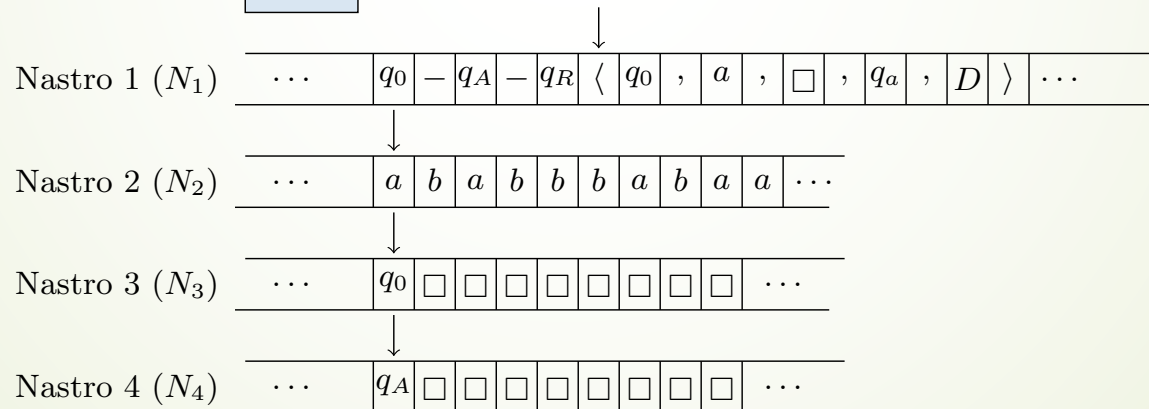 Nastro 1 (N₁) ⋯ q₀ − q_A − q_R ⟨ q₀ , a , □ , q_a , D ⟩ ⋯
Nastro 2 (N₂) ⋯ a b a b b b a b a a ⋯
Nastro 3 (N₃) ⋯ q₀ □ □ □ □ □ □ □ □ ⋯
Nastro 4 (N₄) ⋯ q_A □ □ □ □ □ □ □ □ ⋯